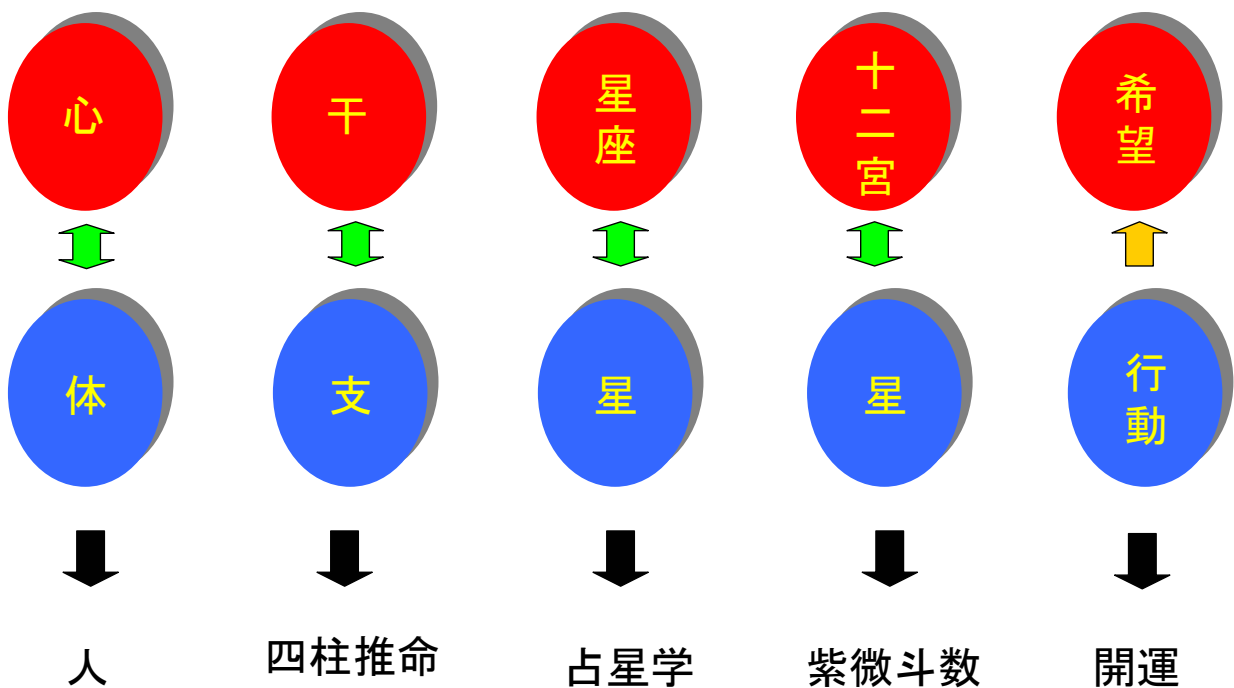 心
干
星座
十二宮
希望
体
支
星
星
行動
人
四柱推命
占星学
紫微斗数
開運